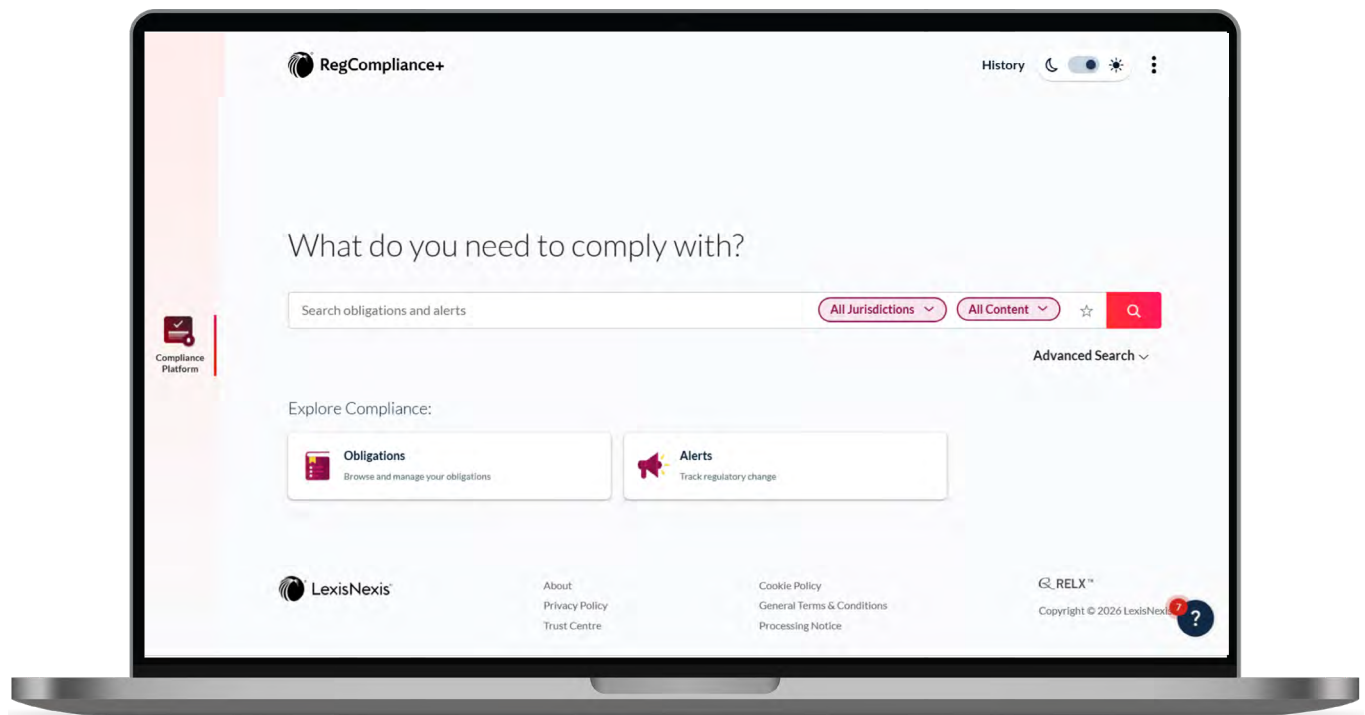 RegCompliance+
History
What do you need to comply with?
Search obligations and alerts
All Jurisdictions
All Content
Advanced Search
Compliance
Platform
Explore Compliance:
Obligations
Browse and manage your obligations
Alerts
Track regulatory change
LexisNexis®
About
Privacy Policy
Trust Centre
Cookie Policy
General Terms & Conditions
Processing Notice
RELX™
Copyright © 2026 LexisNexis
7
?